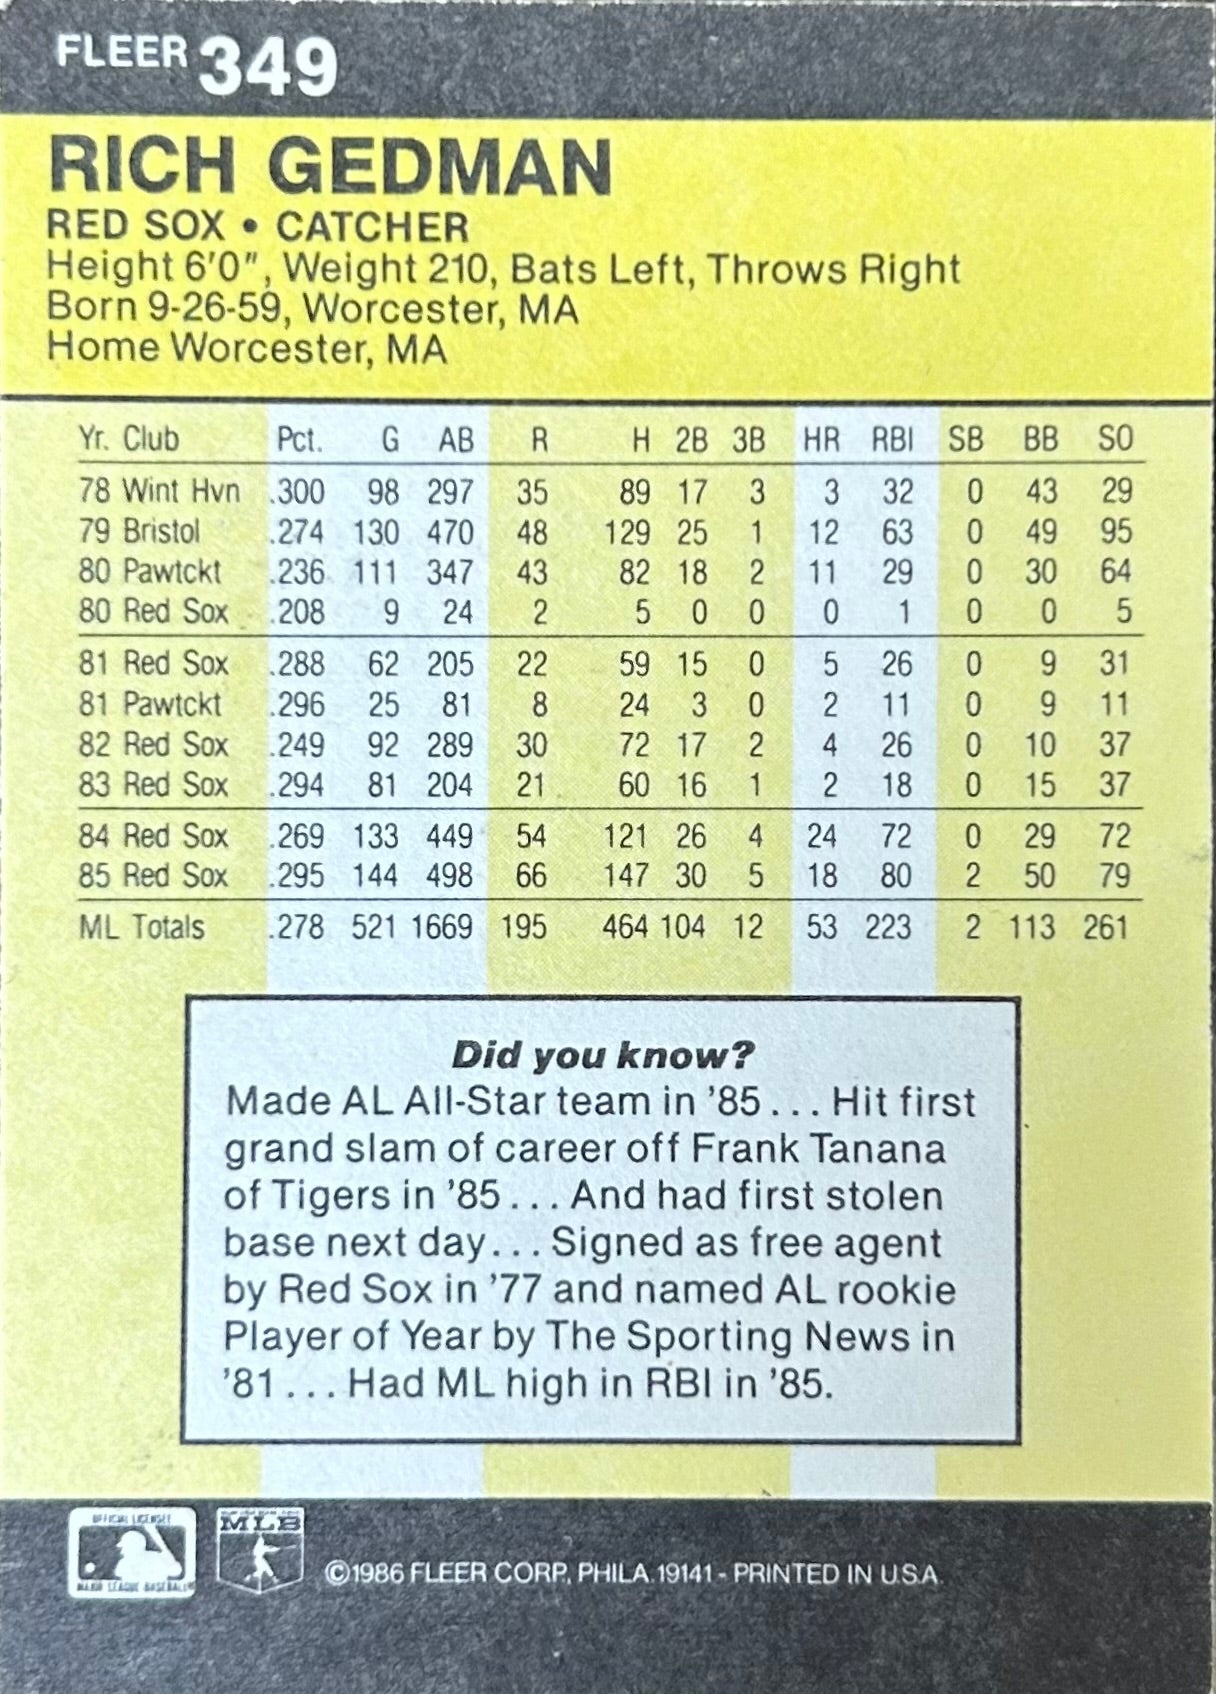 FLEER 349
RICH GEDMAN
RED SOX • CATCHER
Height 6'0", Weight 210, Bats Left, Throws Right
Born 9-26-59, Worcester, MA
Home Worcester, MA
Yr. Club Pct. G AB R H 2B 3B HR RBI SB BB SO
78 Wint Hvn .300 98 297 35 89 17 3 3 32 0 43 29
79 Bristol .274 130 470 48 129 25 1 12 63 0 49 95
80 Pawtckt .236 111 347 43 82 18 2 11 29 0 30 64
80 Red Sox .208 9 24 2 5 0 0 0 1 0 0 5
81 Red Sox .288 62 205 22 59 15 0 5 26 0 9 31
81 Pawtckt .296 25 81 8 24 3 0 2 11 0 9 11
82 Red Sox .249 92 289 30 72 17 2 4 26 0 10 37
83 Red Sox .294 81 204 21 60 16 1 2 18 0 15 37
84 Red Sox .269 133 449 54 121 26 4 24 72 0 29 72
85 Red Sox .295 144 498 66 147 30 5 18 80 2 50 79
ML Totals .278 521 1669 195 464 104 12 53 223 2 113 261
Did you know?
Made AL All-Star team in '85... Hit first
grand slam of career off Frank Tanana
of Tigers in '85... And had first stolen
base next day... Signed as free agent
by Red Sox in '77 and named AL rookie
Player of Year by The Sporting News in
'81... Had ML high in RBI in '85.
OFFICIAL LICENSEE
MAJOR LEAGUE BASEBALL
MLB
©1986 FLEER CORP., PHILA. 19141 - PRINTED IN U.S.A.